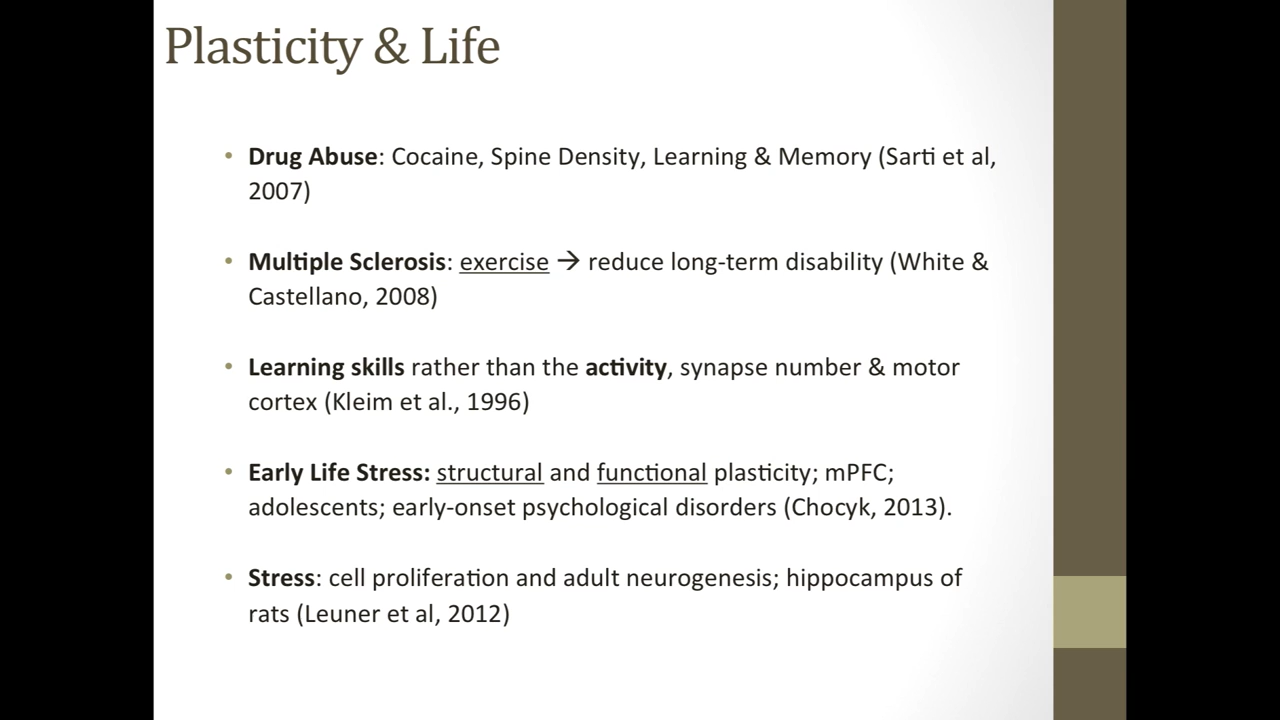 Plasticity & Life
• Drug Abuse: Cocaine, Spine Density, Learning & Memory (Sarti et al,
2007)
• Multiple Sclerosis: exercise → reduce long-term disability (White &
Castellano, 2008)
• Learning skills rather than the activity, synapse number & motor
cortex (Kleim et al., 1996)
• Early Life Stress: structural and functional plasticity; mPFC;
adolescents; early-onset psychological disorders (Chocyk, 2013).
• Stress: cell proliferation and adult neurogenesis; hippocampus of
rats (Leuner et al, 2012)